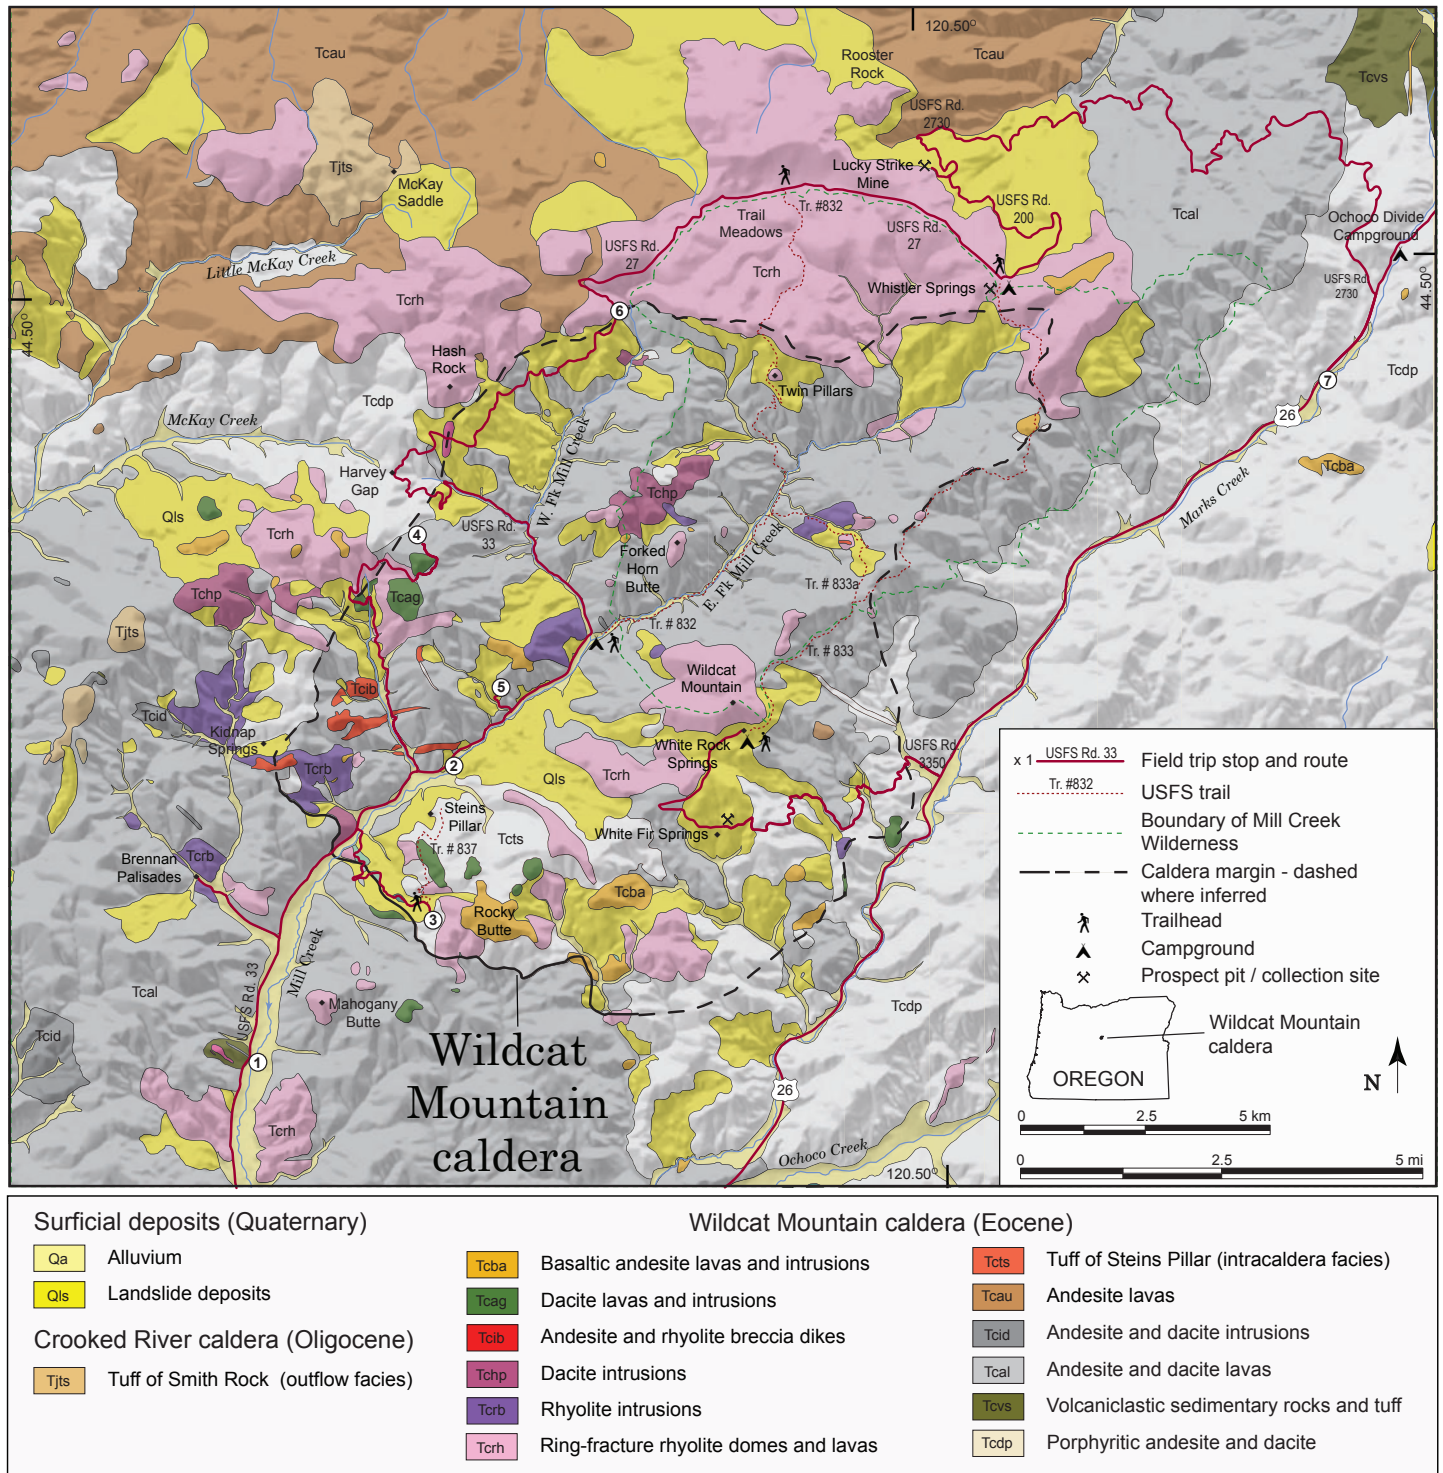 120.50°
Tcau
Rooster
Rock
Tcau
Tcvs
USFS Rd.
2730
Lucky Strike
Mine
Tjts
McKay
Saddle
Tr. #832
USFS Rd.
200
Tcal
Ochoco Divide
Campground
Trail
Meadows
USFS Rd.
27
USFS Rd.
27
Little McKay Creek
Tcrh
Tcrh
Whistler Springs
USFS Rd.
2730
44.50°
44.50°
6
Hash
Rock
Tcdp
Twin Pillars
7
Tcdp
26
McKay Creek
Harvey
Gap
W. Fk Mill Creek
Tcba
Marks Creek
Qls
Tchp
USFS Rd.
33
Tcrh
4
Forked
Horn
Butte
E. Fk Mill Creek
Tr. # 833a
Tchp
Tcag
Tjts
Tr. # 832
Tr. # 833
Wildcat
Mountain
Tcib
5
Tcid
Kidnap
Springs
White Rock
Springs
USFS Rd.
3350
2
Tcrb
Qls
Tcrh
Steins
Pillar
Tcts
White Fir Springs
Tr. # 837
Brennan
Palisades
Tcrb
Tcba
3
Rocky
Butte
Mill Creek
USFS Rd. 33
Tcal
Mahogany
Butte
Tcdp
Tcid
1
Wildcat
Mountain
caldera
26
Tcrh
Ochoco Creek
120.50°
x 1 USFS Rd. 33 Field trip stop and route
Tr. #832 USFS trail
Boundary of Mill Creek
Wilderness
Caldera margin - dashed
where inferred
Trailhead
Campground
Prospect pit / collection site
Wildcat Mountain
caldera
OREGON
N
0 2.5 5 km
0 2.5 5 mi
Surficial deposits (Quaternary)
Qa Alluvium
Qls Landslide deposits
Crooked River caldera (Oligocene)
Tjts Tuff of Smith Rock (outflow facies)
Wildcat Mountain caldera (Eocene)
Tcba Basaltic andesite lavas and intrusions
Tcag Dacite lavas and intrusions
Tcib Andesite and rhyolite breccia dikes
Tchp Dacite intrusions
Tcrb Rhyolite intrusions
Tcrh Ring-fracture rhyolite domes and lavas
Tcts Tuff of Steins Pillar (intracaldera facies)
Tcau Andesite lavas
Tcid Andesite and dacite intrusions
Tcal Andesite and dacite lavas
Tcvs Volcaniclastic sedimentary rocks and tuff
Tcdp Porphyritic andesite and dacite